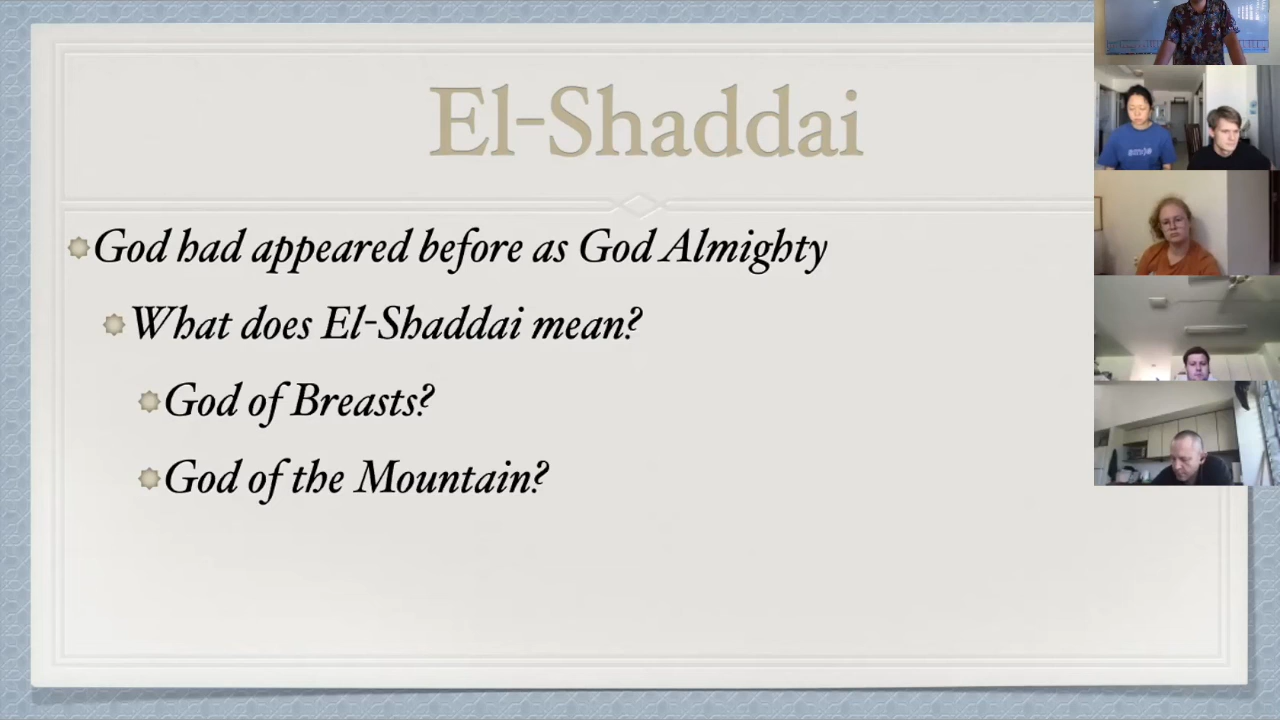 El-Shaddai
God had appeared before as God Almighty
What does El-Shaddai mean?
God of Breasts?
God of the Mountain?